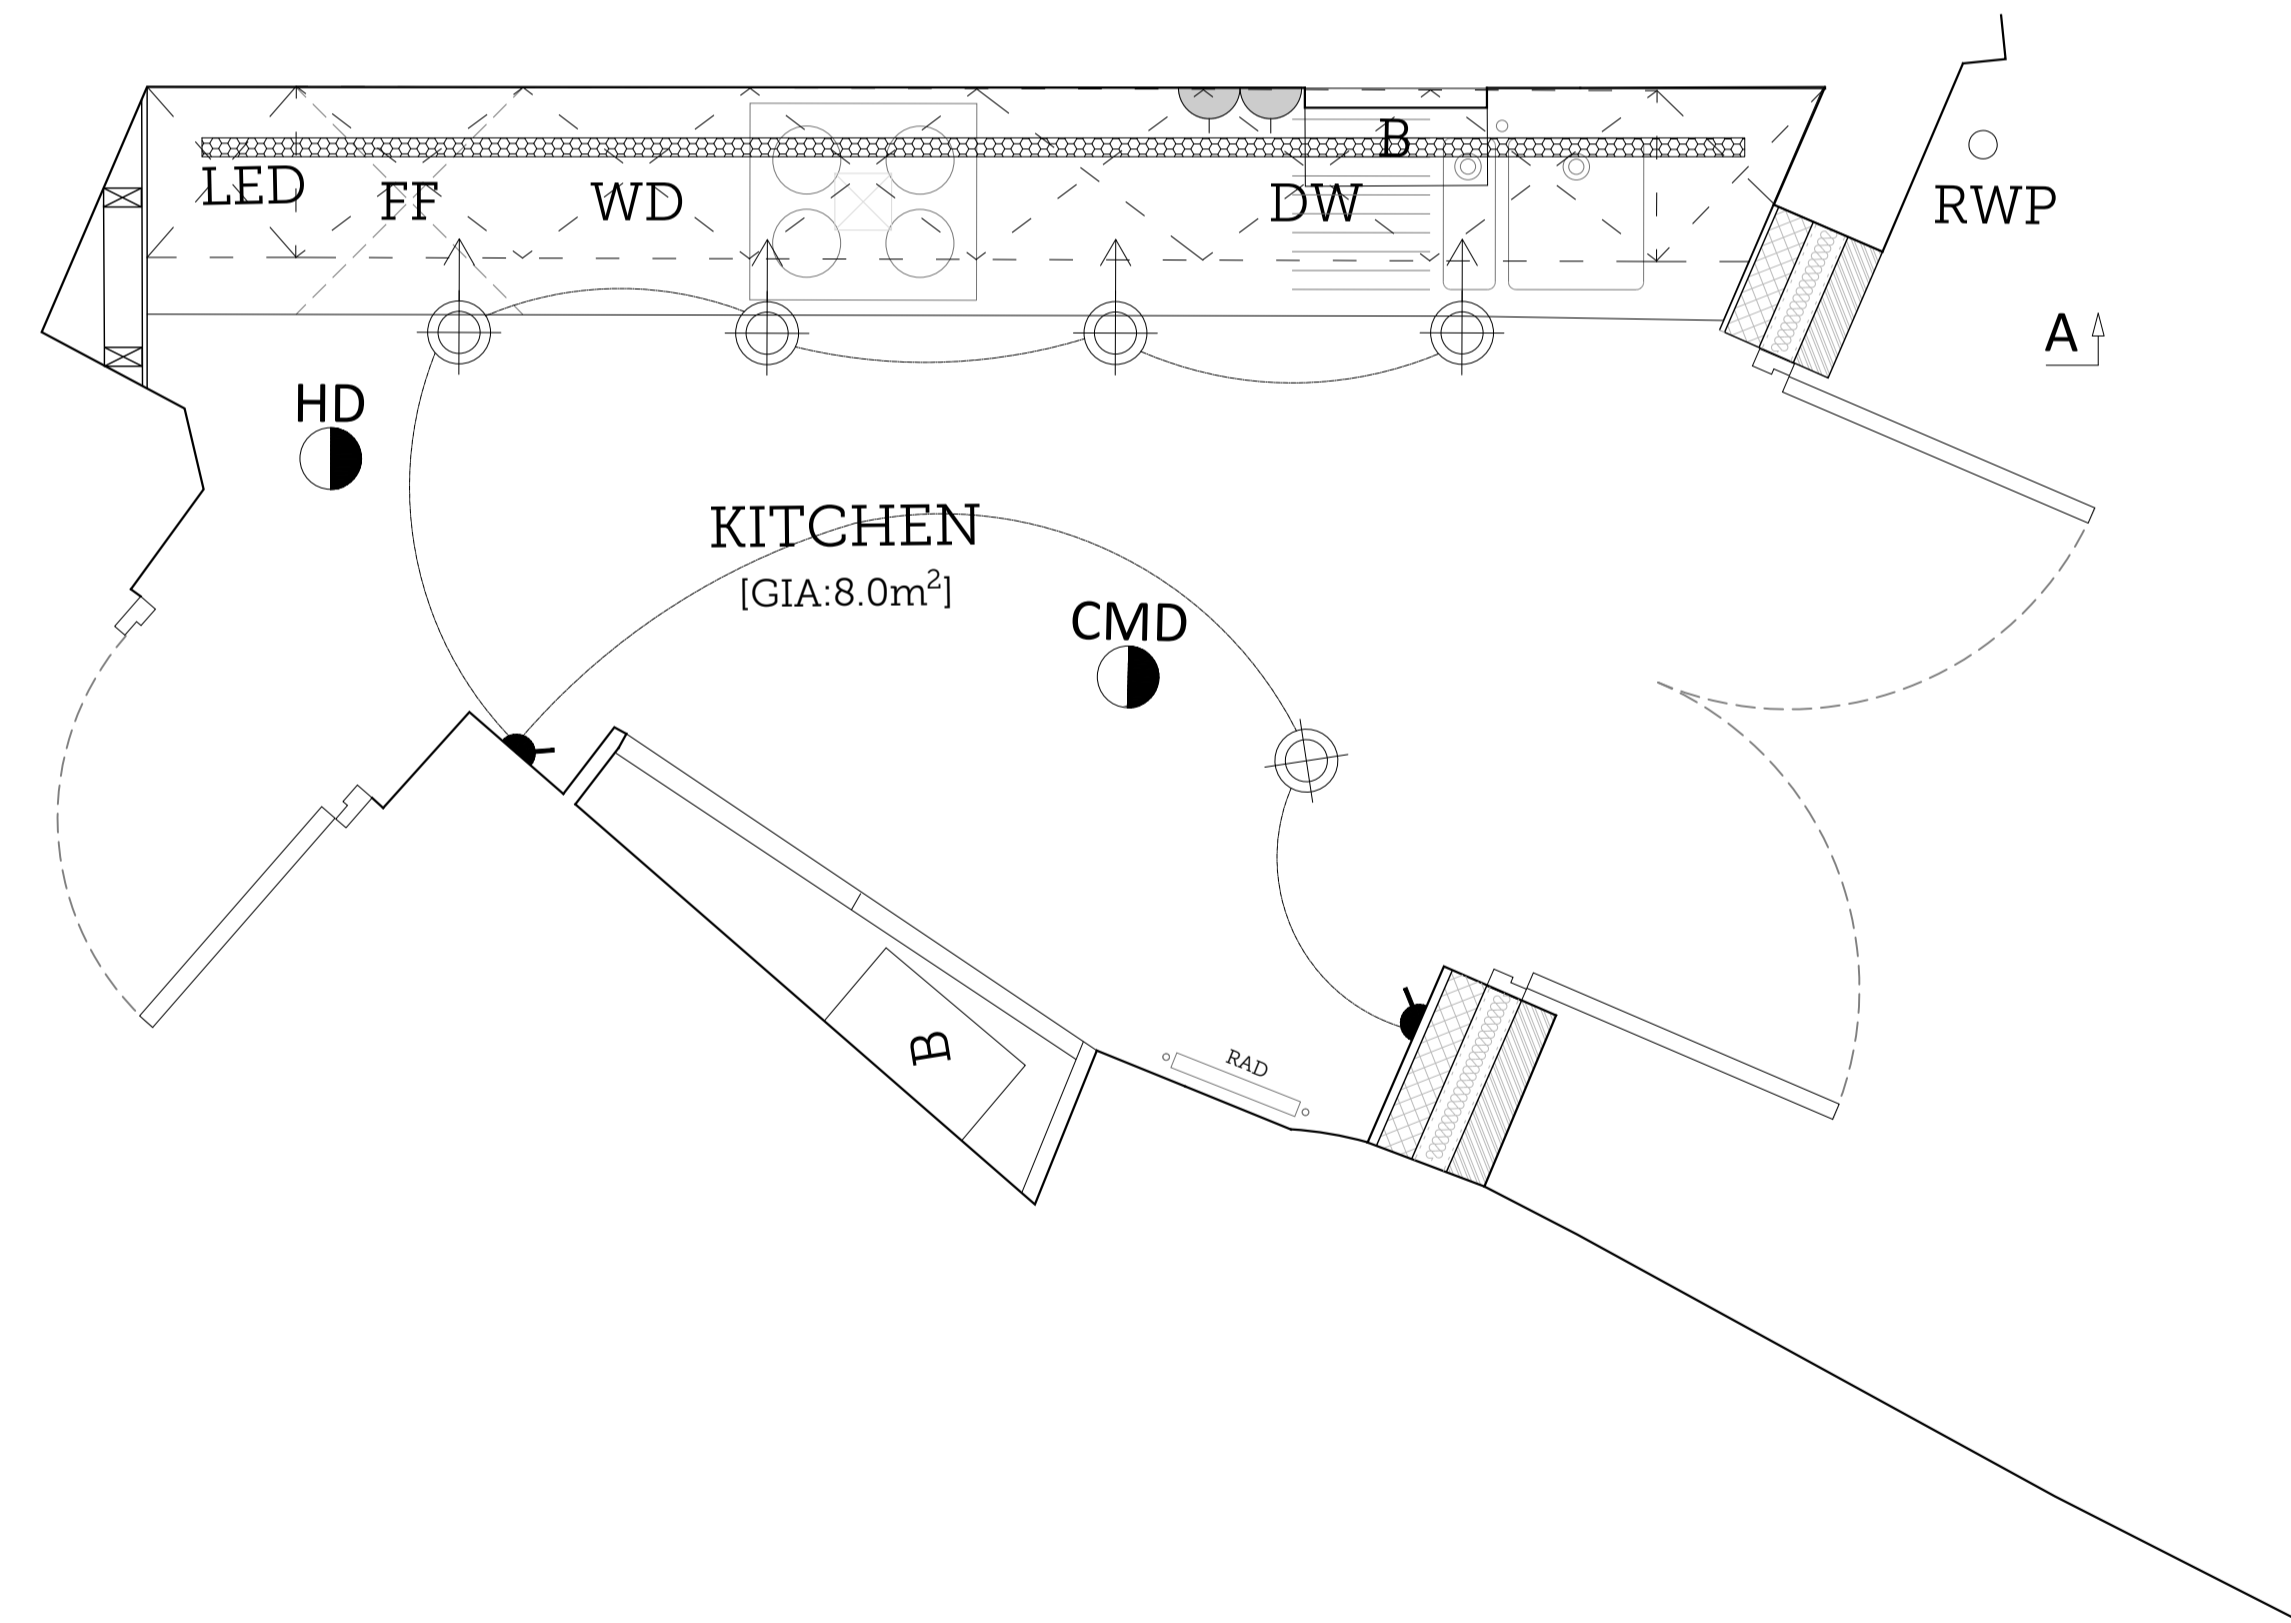 B
LED
FF
WD
DW
RWP
A
HD
KITCHEN
[GIA:8.0m²]
CMD
B
RAD